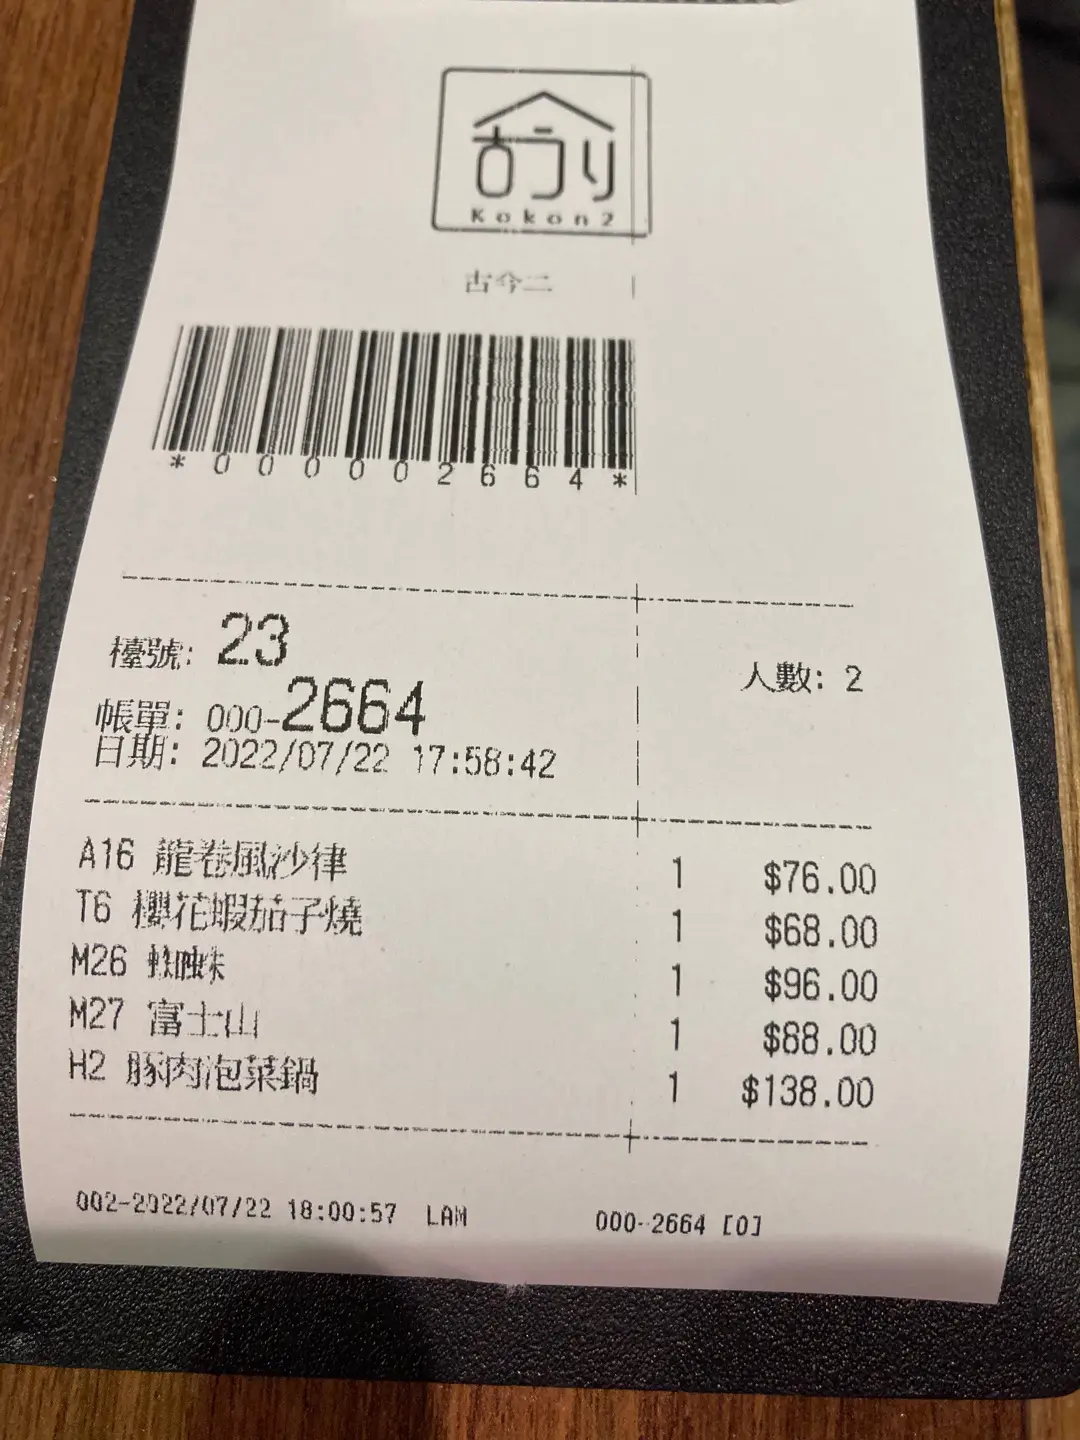 古今り
Kokon2
古今二
*000002664*
檯號: 23
人數: 2
帳單: 000-2664
日期: 2022/07/22 17:58:42
A16 龍卷風沙律 1 $76.00
T6 櫻花蝦茄子燒 1 $68.00
M26 蜘蛛 1 $96.00
M27 富士山 1 $88.00
H2 豚肉泡菜鍋 1 $138.00
002-2022/07/22 18:00:57 LAM 000-2664 [0]